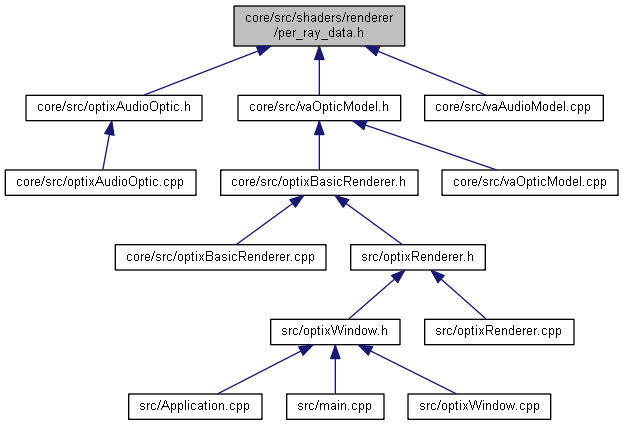 core/src/shaders/renderer
/per_ray_data.h
core/src/optixAudioOptic.h
core/src/vaOpticModel.h
core/src/vaAudioModel.cpp
core/src/optixAudioOptic.cpp
core/src/optixBasicRenderer.h
core/src/vaOpticModel.cpp
core/src/optixBasicRenderer.cpp
src/optixRenderer.h
src/optixWindow.h
src/optixRenderer.cpp
src/Application.cpp
src/main.cpp
src/optixWindow.cpp